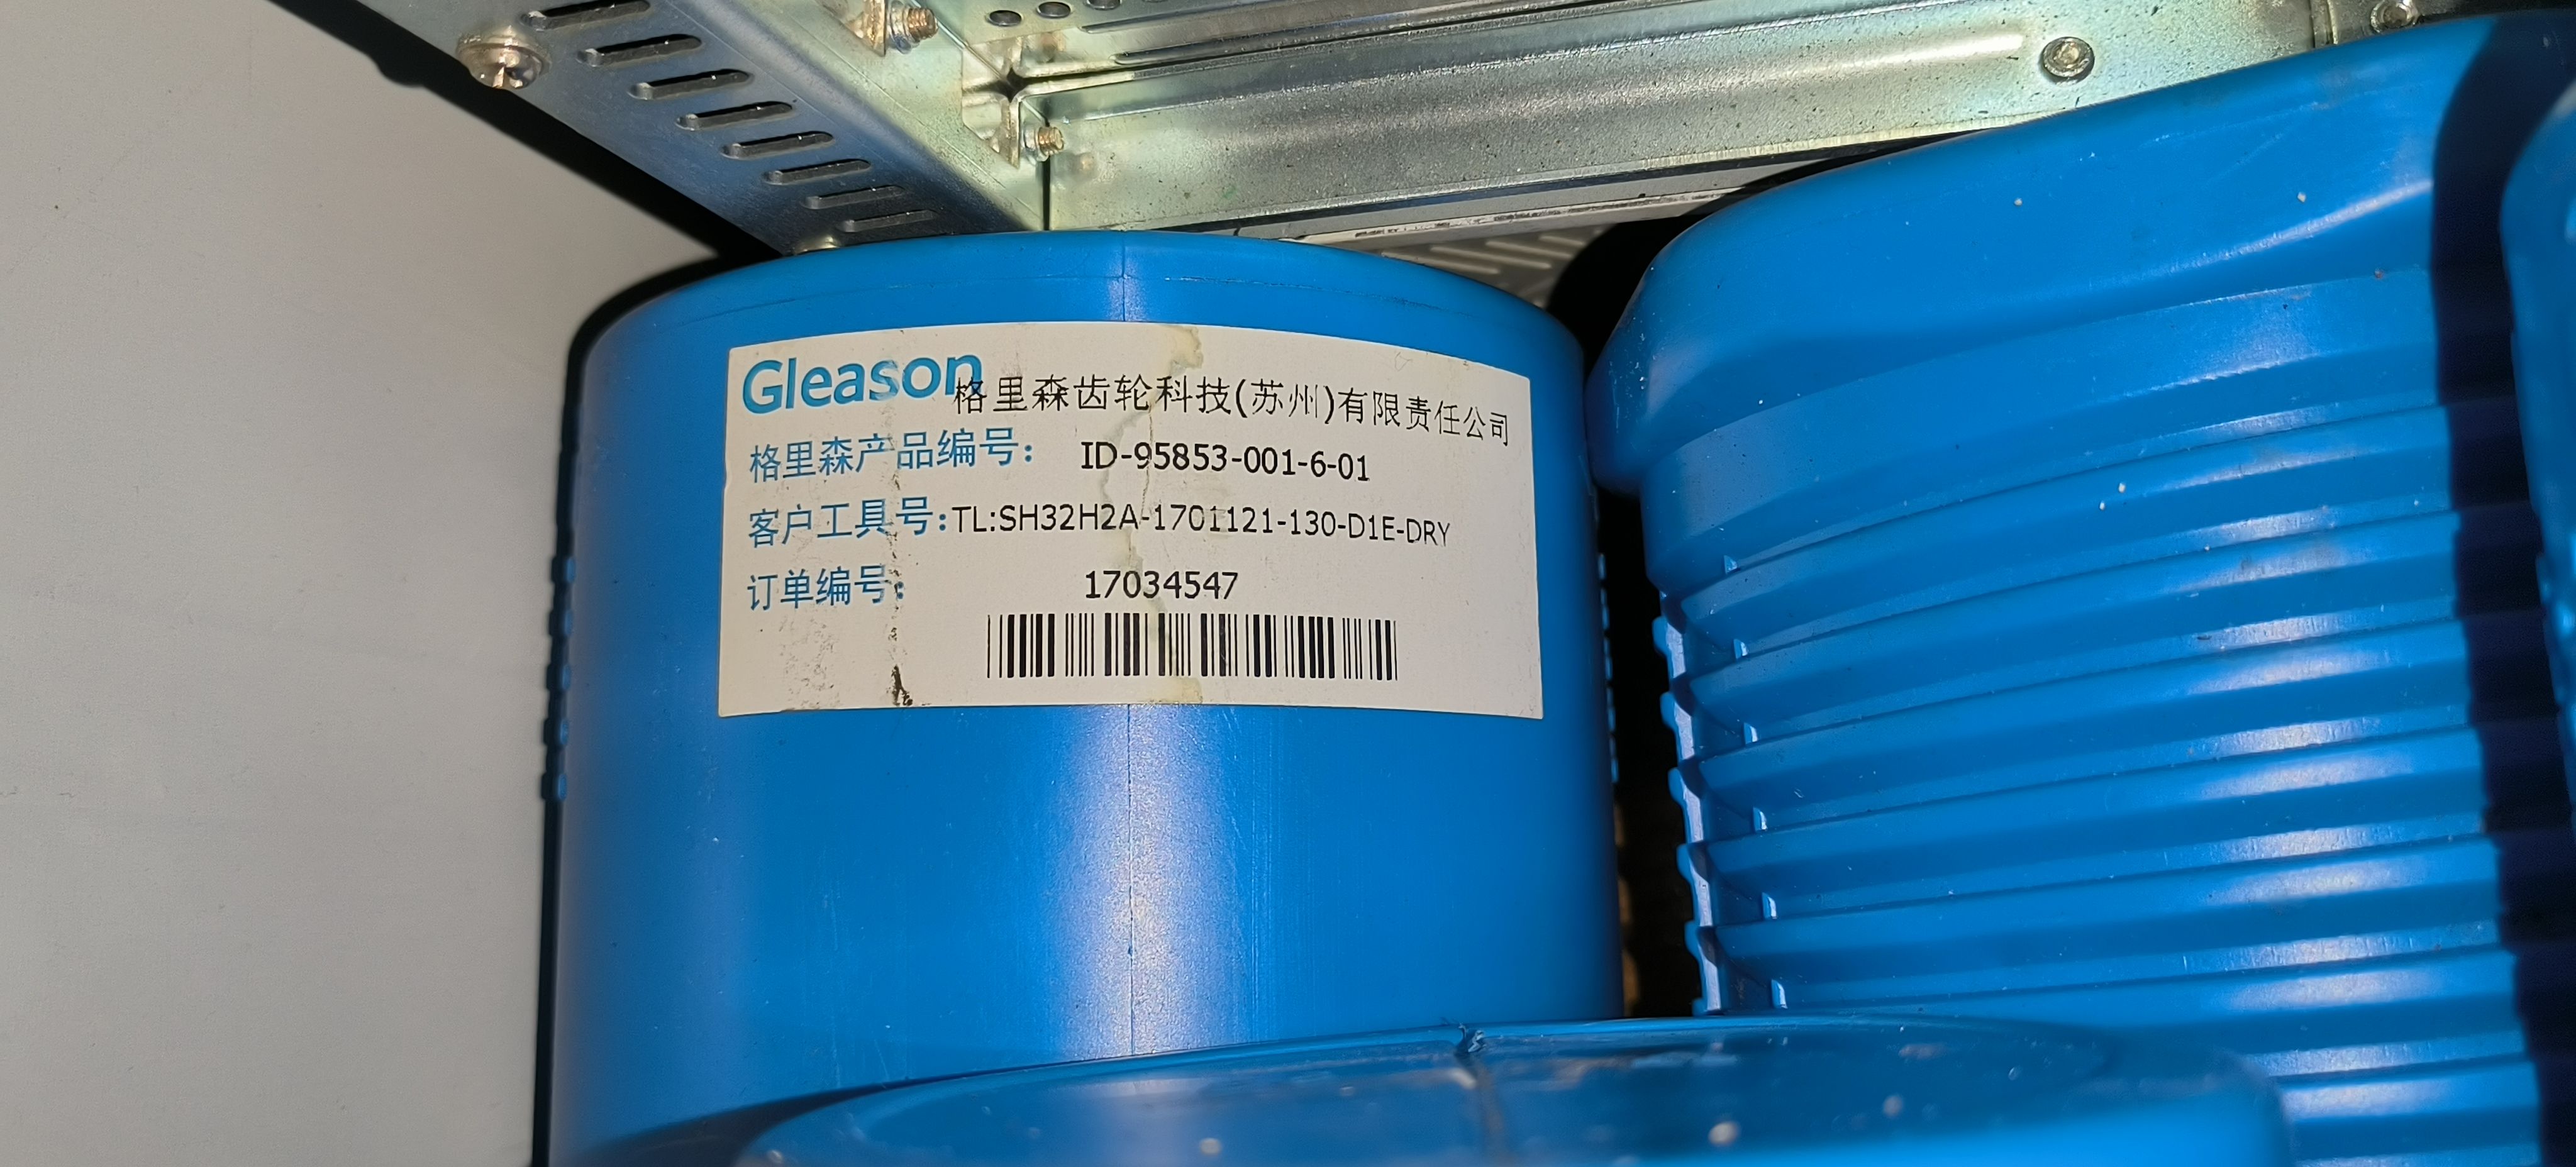 Gleason 格里森齿轮科技(苏州)有限责任公司
格里森产品编号: ID-95853-001-6-01
客户工具号:TL:SH32H2A-1701121-130-D1E-DRY
订单编号: 17034547